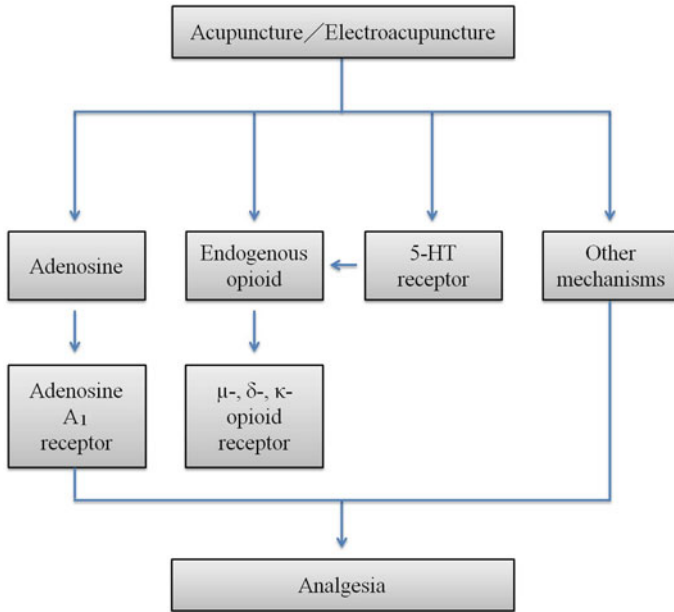 Acupuncture／Electroacupuncture
Adenosine
Endogenous
opioid
5-HT
receptor
Other
mechanisms
Adenosine
A1
receptor
μ-, δ-, κ-
opioid
receptor
Analgesia